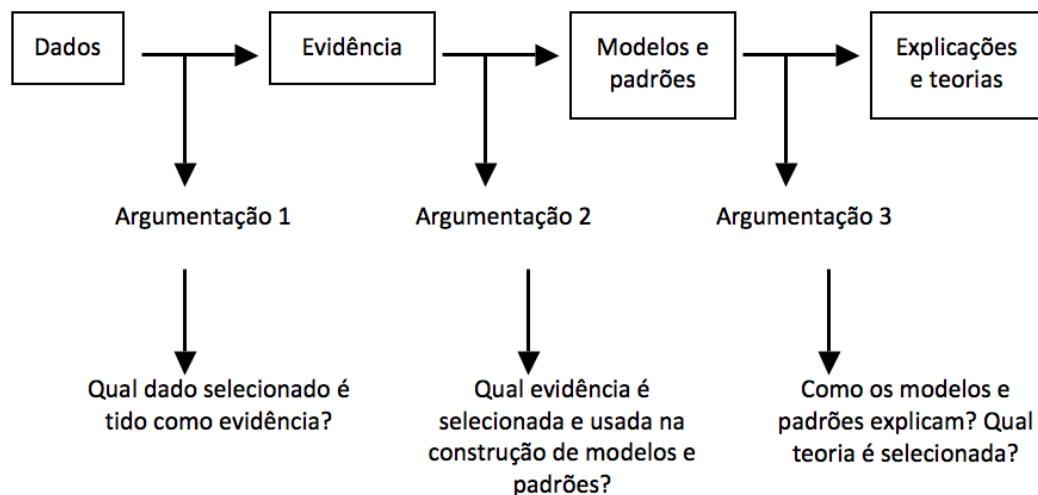 Dados
Evidência
Modelos e
padrões
Explicações
e teorias
Argumentação 1
Argumentação 2
Argumentação 3
Qual dado selecionado é
tido como evidência?
Qual evidência é
selecionada e usada na
construção de modelos e
padrões?
Como os modelos e
padrões explicam? Qual
teoria é selecionada?